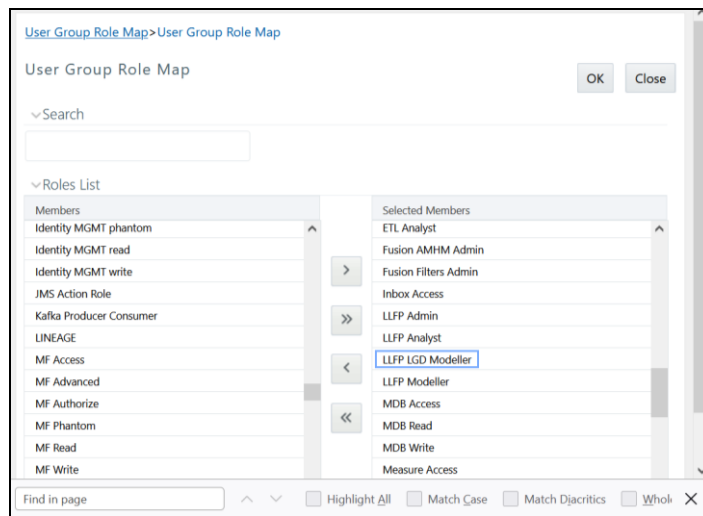 User Group Role Map>User Group Role Map
User Group Role Map
OK
Close
Search
Roles List
Members
Identity MGMT phantom
Identity MGMT read
Identity MGMT write
JMS Action Role
Kafka Producer Consumer
LINEAGE
MF Access
MF Advanced
MF Authorize
MF Phantom
MF Read
MF Write
Selected Members
ETL Analyst
Fusion AMHM Admin
Fusion Filters Admin
Inbox Access
LLFP Admin
LLFP Analyst
LLFP LGD Modeller
LLFP Modeller
MDB Access
MDB Read
MDB Write
Measure Access
Find in page
Highlight All
Match Case
Match Diacritics